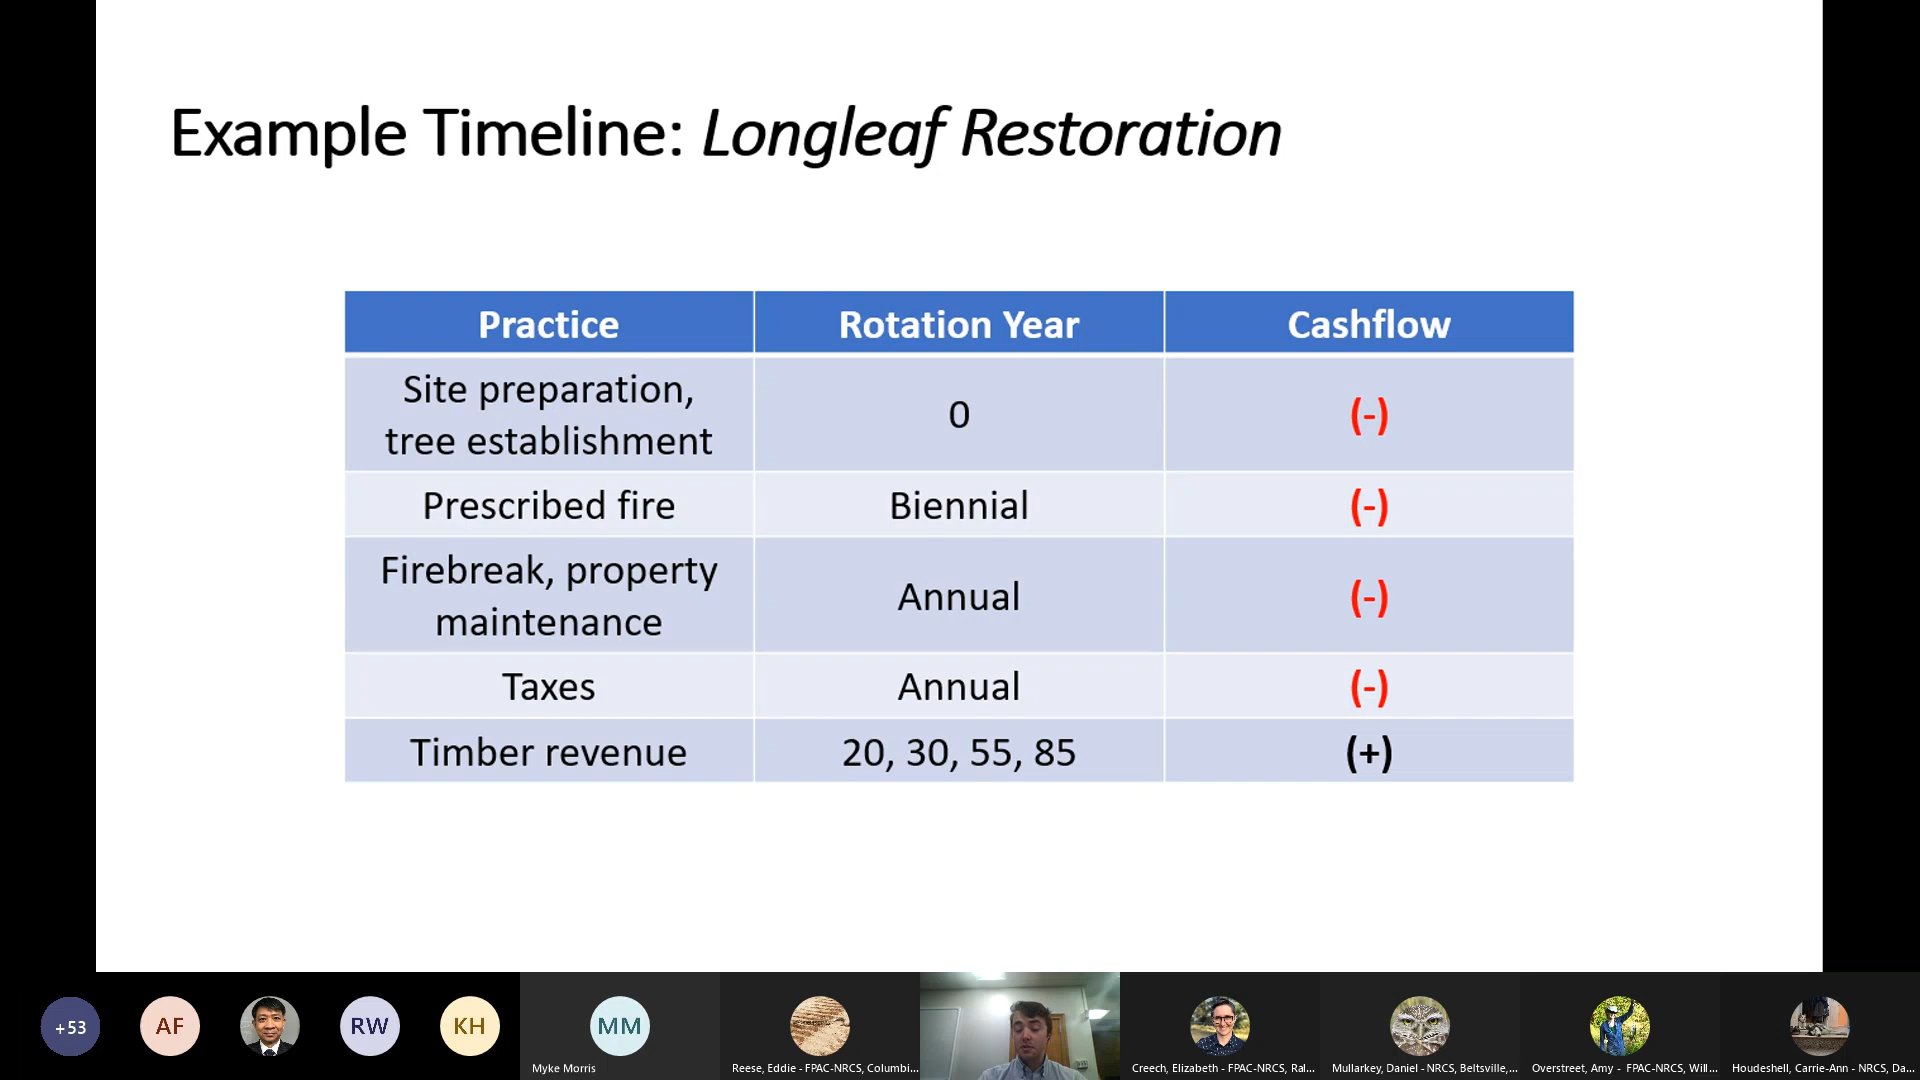 Example Timeline: Longleaf Restoration
Practice
Rotation Year
Cashflow
Site preparation,
tree establishment
0
(-)
Prescribed fire
Biennial
(-)
Firebreak, property
maintenance
Annual
(-)
Taxes
Annual
(-)
Timber revenue
20, 30, 55, 85
(+)
+53
AF
RW
KH
MM
Myke Morris
Reese, Eddie - FPAC-NRCS, Columbi...
Creech, Elizabeth - FPAC-NRCS, Ral...
Mullarkey, Daniel - NRCS, Beltsville,...
Overstreet, Amy - FPAC-NRCS, Will...
Houdeshell, Carrie-Ann - NRCS, Da...